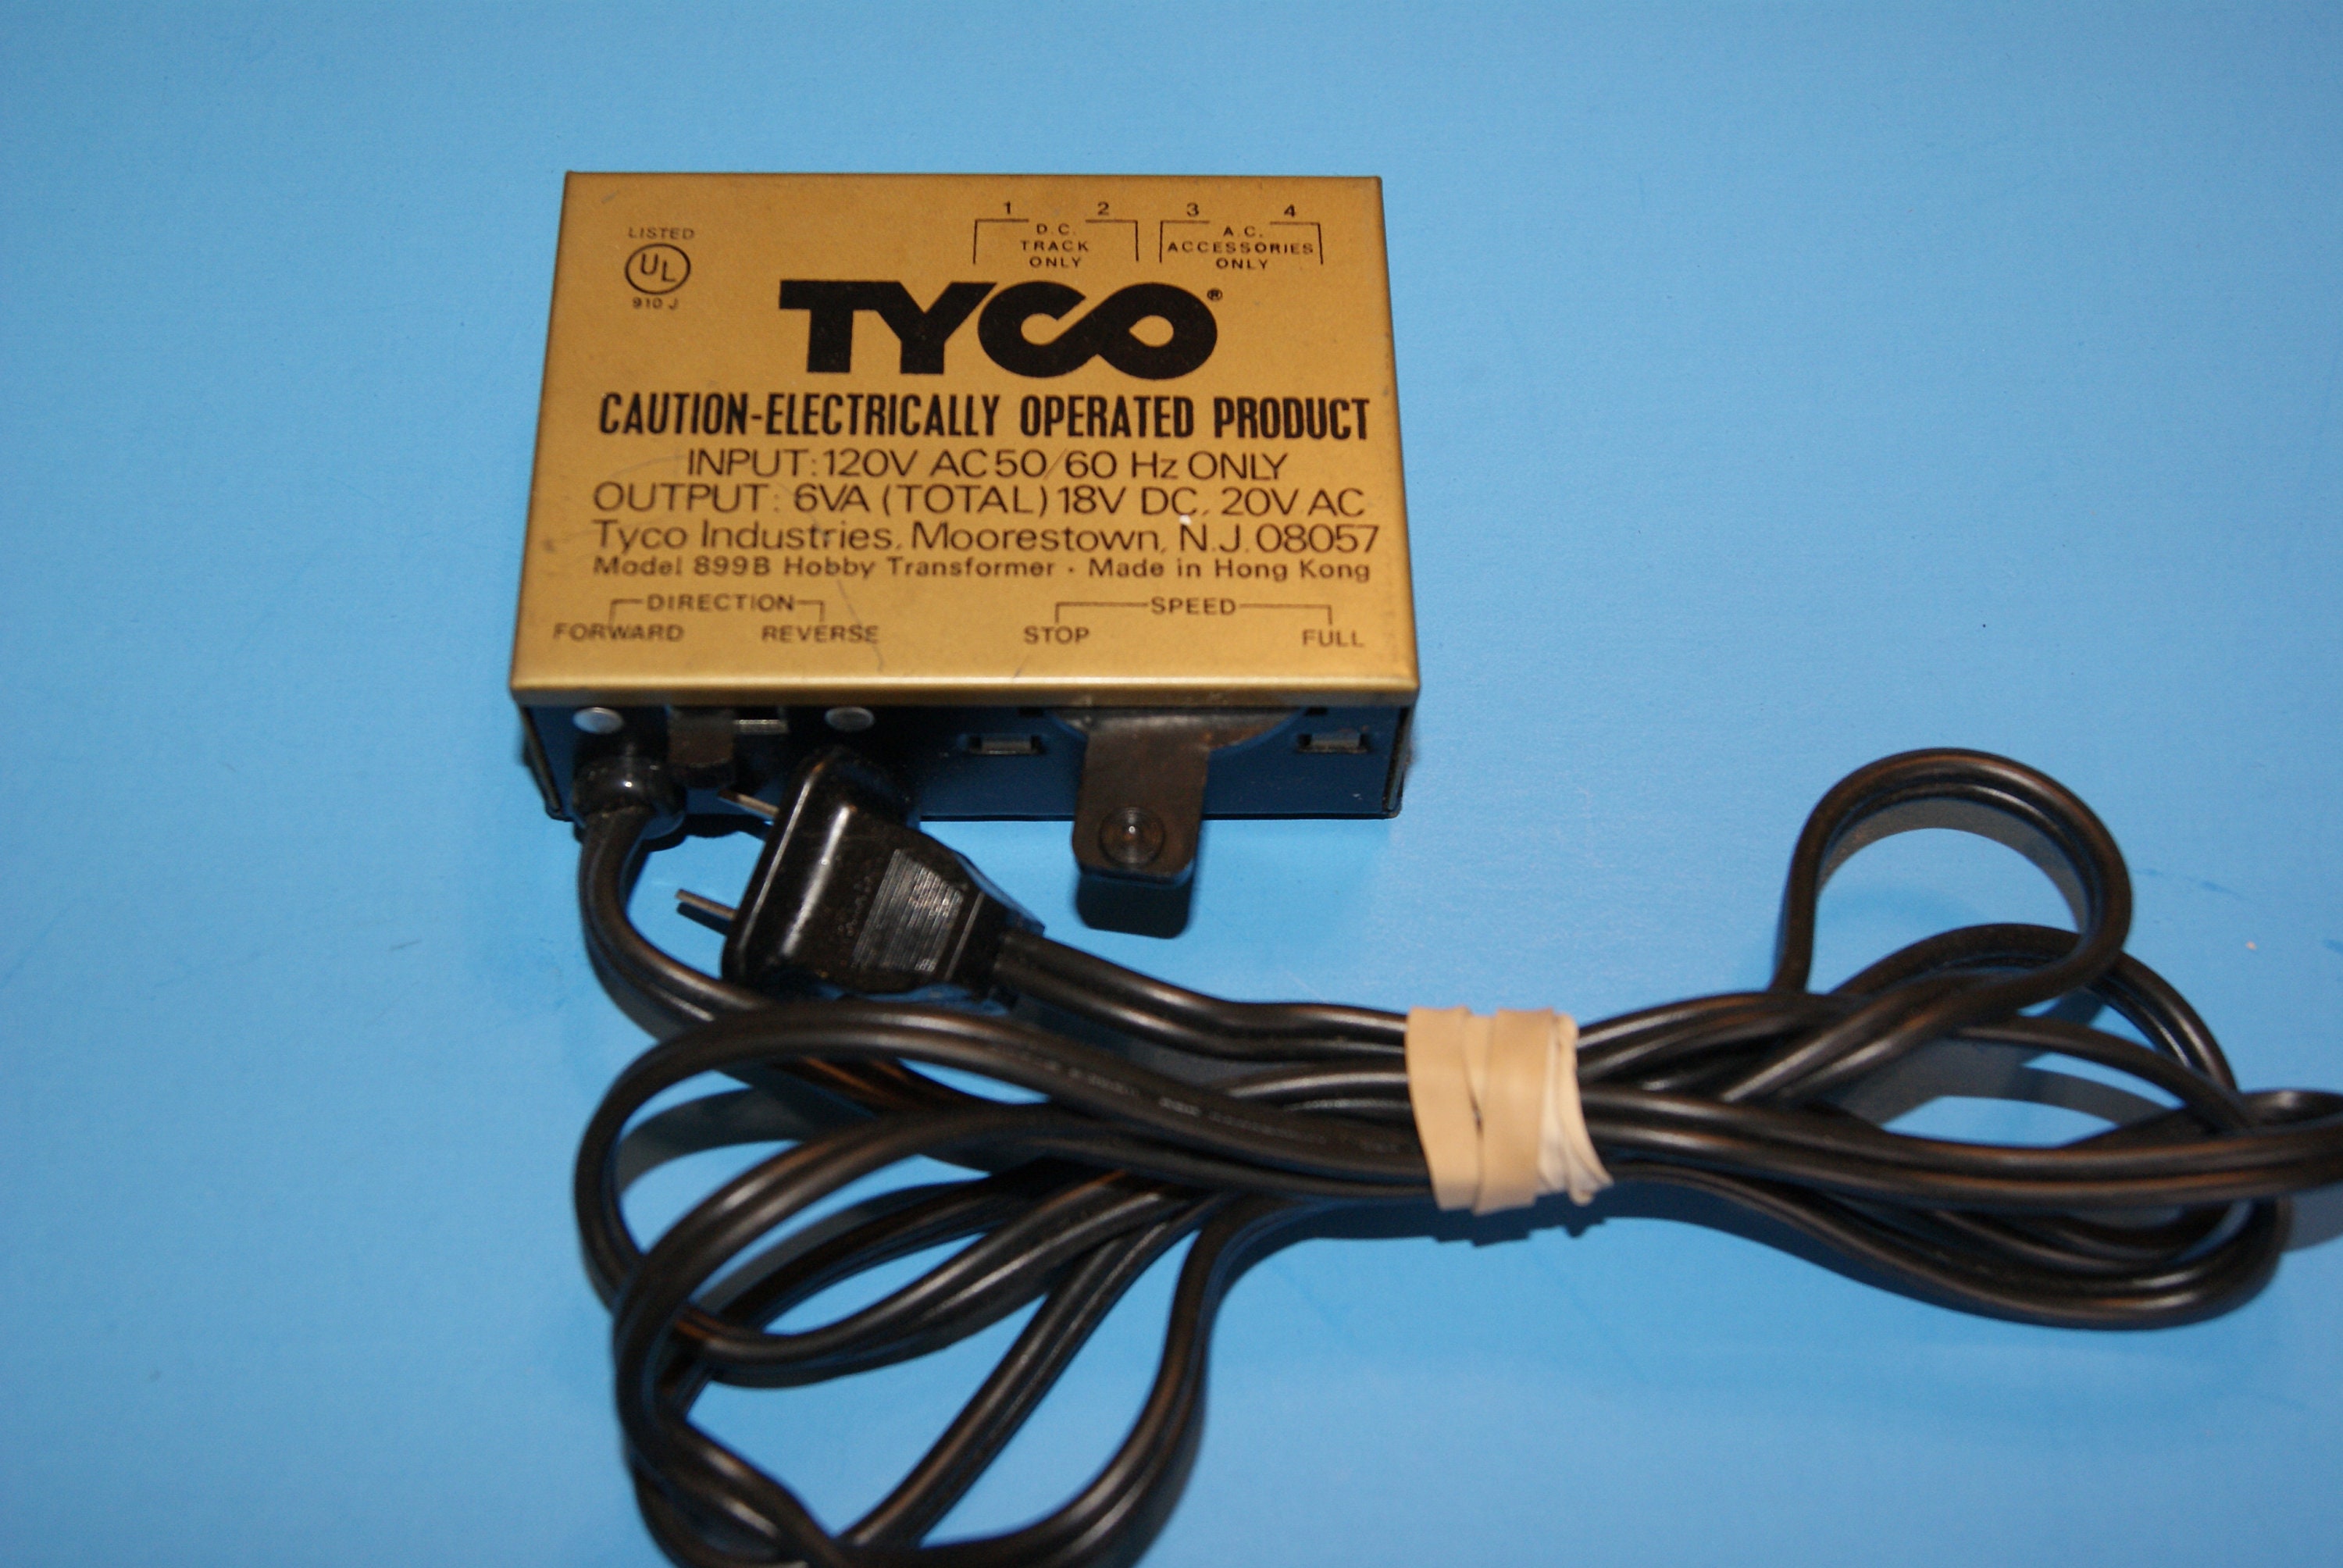 1 2 3 4
LISTED
UL
910 J
D.C.
TRACK
ONLY
A.C.
ACCESSORIES
ONLY
TYCO®
CAUTION-ELECTRICALLY OPERATED PRODUCT
INPUT: 120V AC 50/60 Hz ONLY
OUTPUT: 6VA (TOTAL) 18V DC, 20V AC
Tyco Industries, Moorestown, N.J. 08057
Model 899B Hobby Transformer · Made in Hong Kong
DIRECTION
FORWARD REVERSE
SPEED
STOP FULL